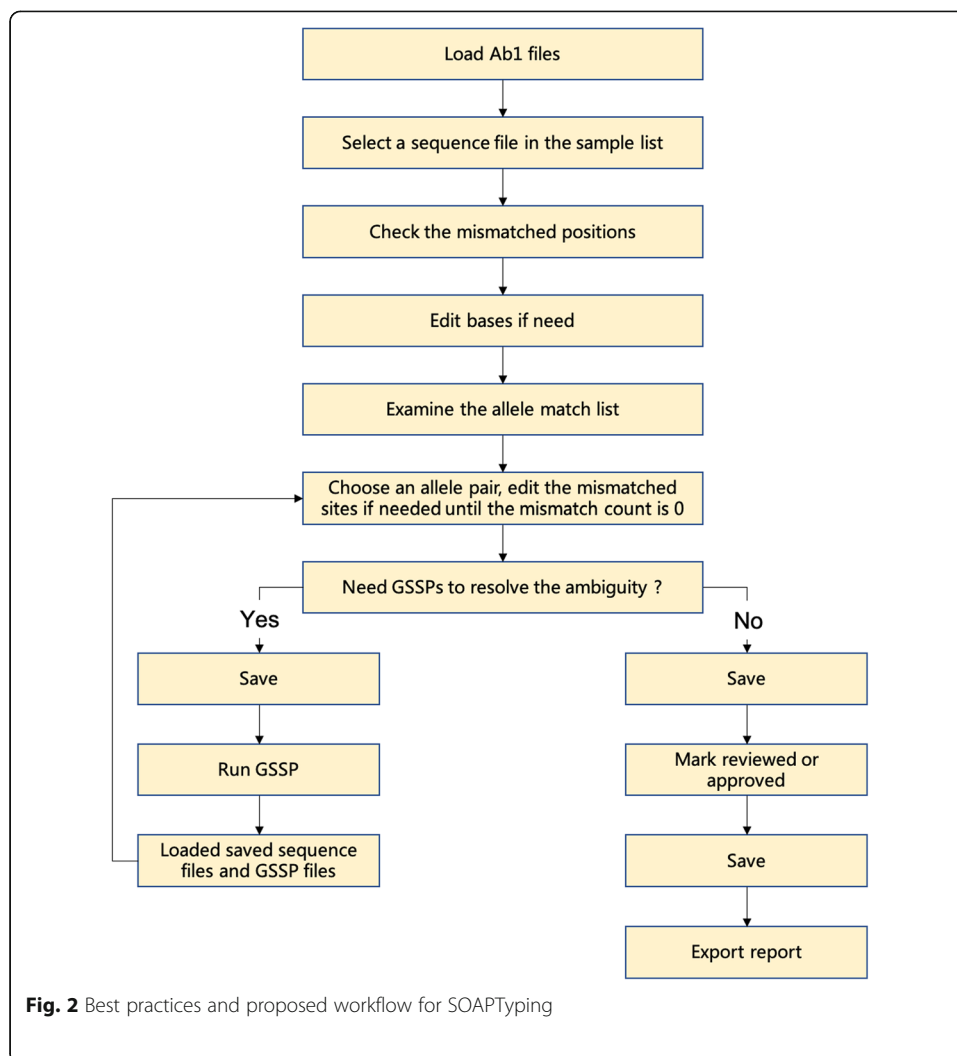 Load Ab1 files
Select a sequence file in the sample list
Check the mismatched positions
Edit bases if need
Examine the allele match list
Choose an allele pair, edit the mismatched
sites if needed until the mismatch count is 0
Need GSSPs to resolve the ambiguity ?
Yes
No
Save
Save
Run GSSP
Mark reviewed or
approved
Loaded saved sequence
files and GSSP files
Save
Export report
Fig. 2 Best practices and proposed workflow for SOAPTyping